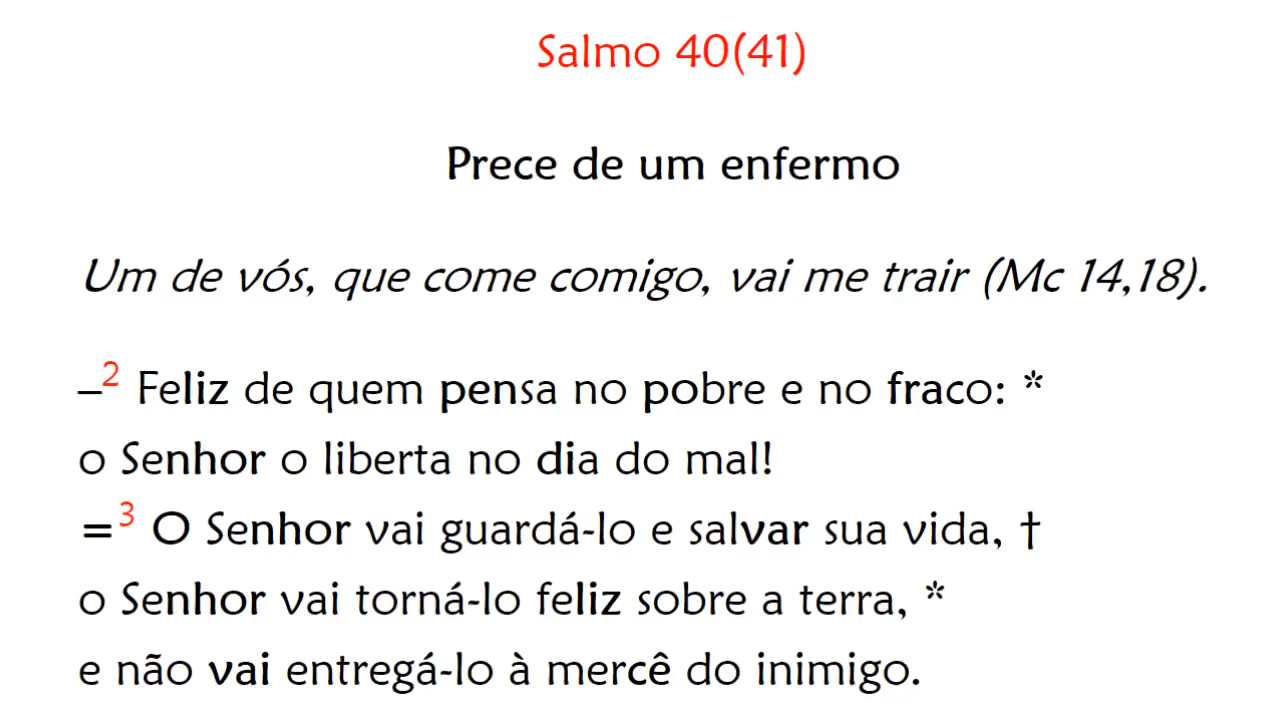 Salmo 40(41)
Prece de um enfermo
Um de vós, que come comigo, vai me trair (Mc 14,18).
–² Feliz de quem pensa no pobre e no fraco: *
o Senhor o liberta no dia do mal!
=³ O Senhor vai guardá-lo e salvar sua vida, †
o Senhor vai torná-lo feliz sobre a terra, *
e não vai entregá-lo à mercê do inimigo.